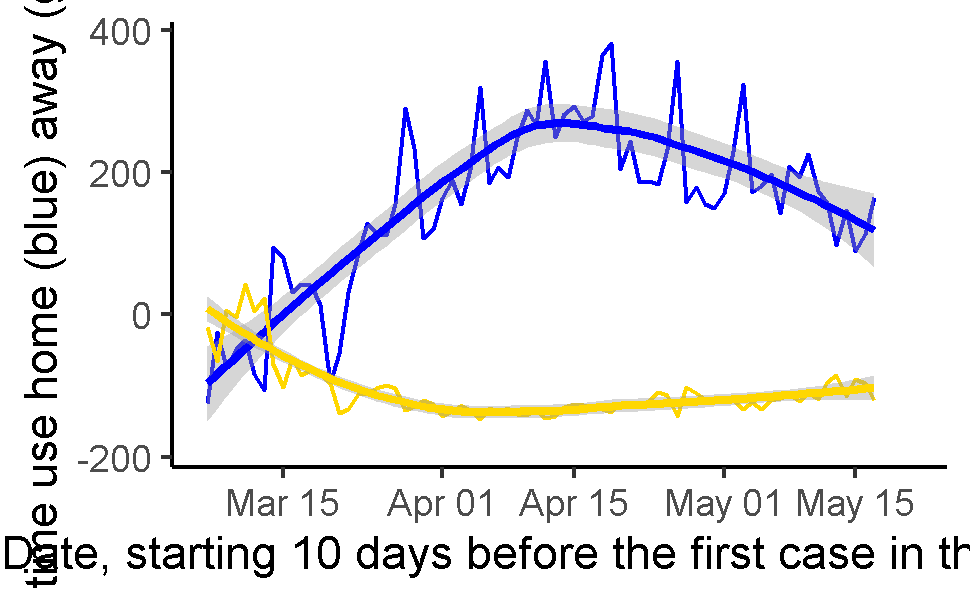 time use home (blue) away (
400
200
0
-200
Mar 15 Apr 01 Apr 15 May 01 May 15
Date, starting 10 days before the first case in th